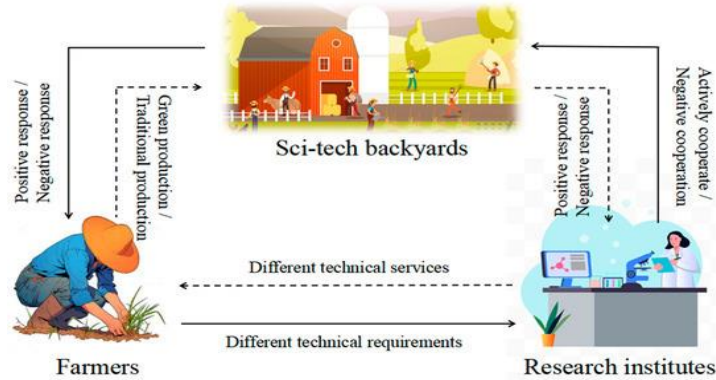 Positive response /
Negative response
Green production /
Traditional production
Sci-tech backyards
Positive response/
Negative response
Actively cooperate /
Negative cooperation
Different technical services
Different technical requirements
Farmers
Research institutes